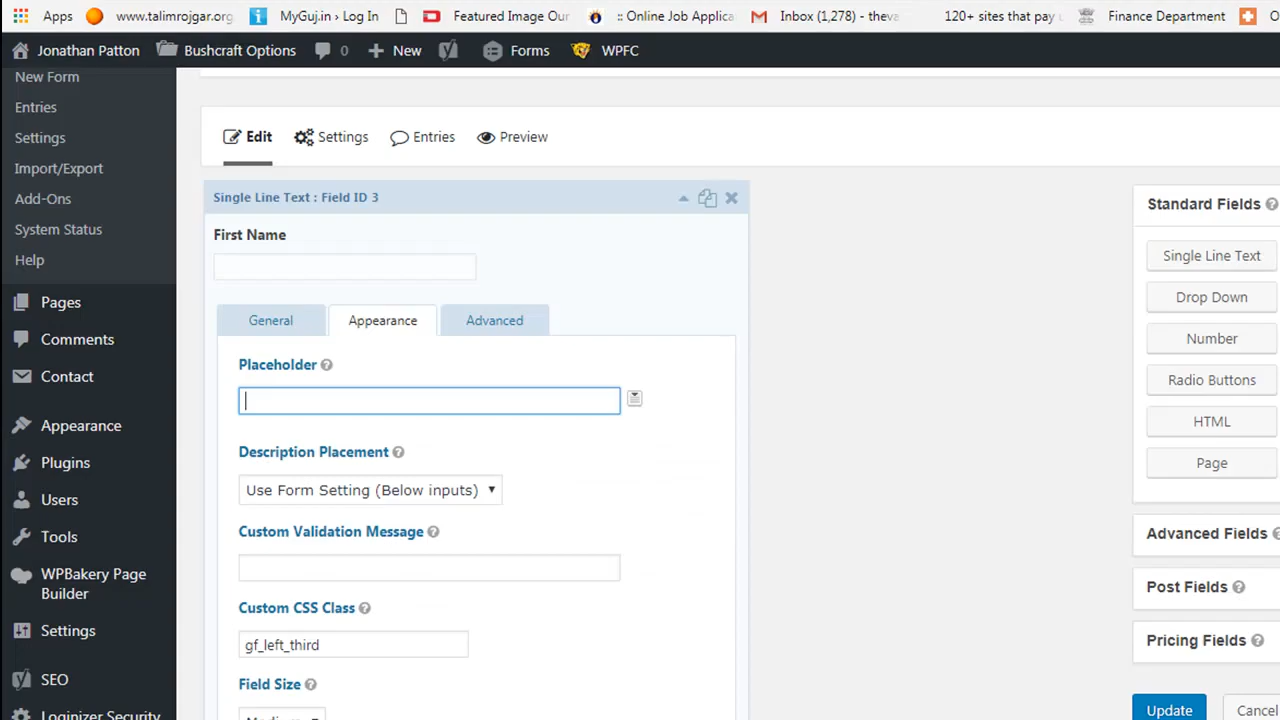 Apps www.talimrojgar.org MyGuj.in › Log In Featured Image Our :: Online Job Applica Inbox (1,278) - theva 120+ sites that pay Finance Department
Jonathan Patton Bushcraft Options 0 New Forms WPFC
New Form
Entries
Settings
Import/Export
Add-Ons
System Status
Help
Pages
Comments
Contact
Appearance
Plugins
Users
Tools
WPBakery Page
Builder
Settings
SEO
Loginizer Security
Edit Settings Entries Preview
Single Line Text : Field ID 3
First Name
General Appearance Advanced
Placeholder
Description Placement
Use Form Setting (Below inputs)
Custom Validation Message
Custom CSS Class
gf_left_third
Field Size
Medium
Standard Fields
Single Line Text
Drop Down
Number
Radio Buttons
HTML
Page
Advanced Fields
Post Fields
Pricing Fields
Update Cancel